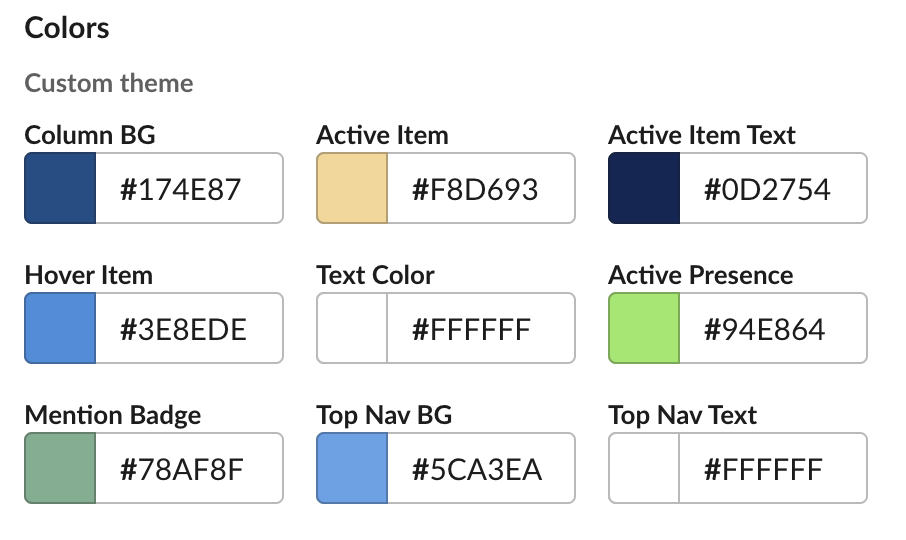 Colors
Custom theme
Column BG Active Item Active Item Text
#174E87 #F8D693 #0D2754
Hover Item Text Color Active Presence
#3E8EDE #FFFFFF #94E864
Mention Badge Top Nav BG Top Nav Text
#78AF8F #5CA3EA #FFFFFF